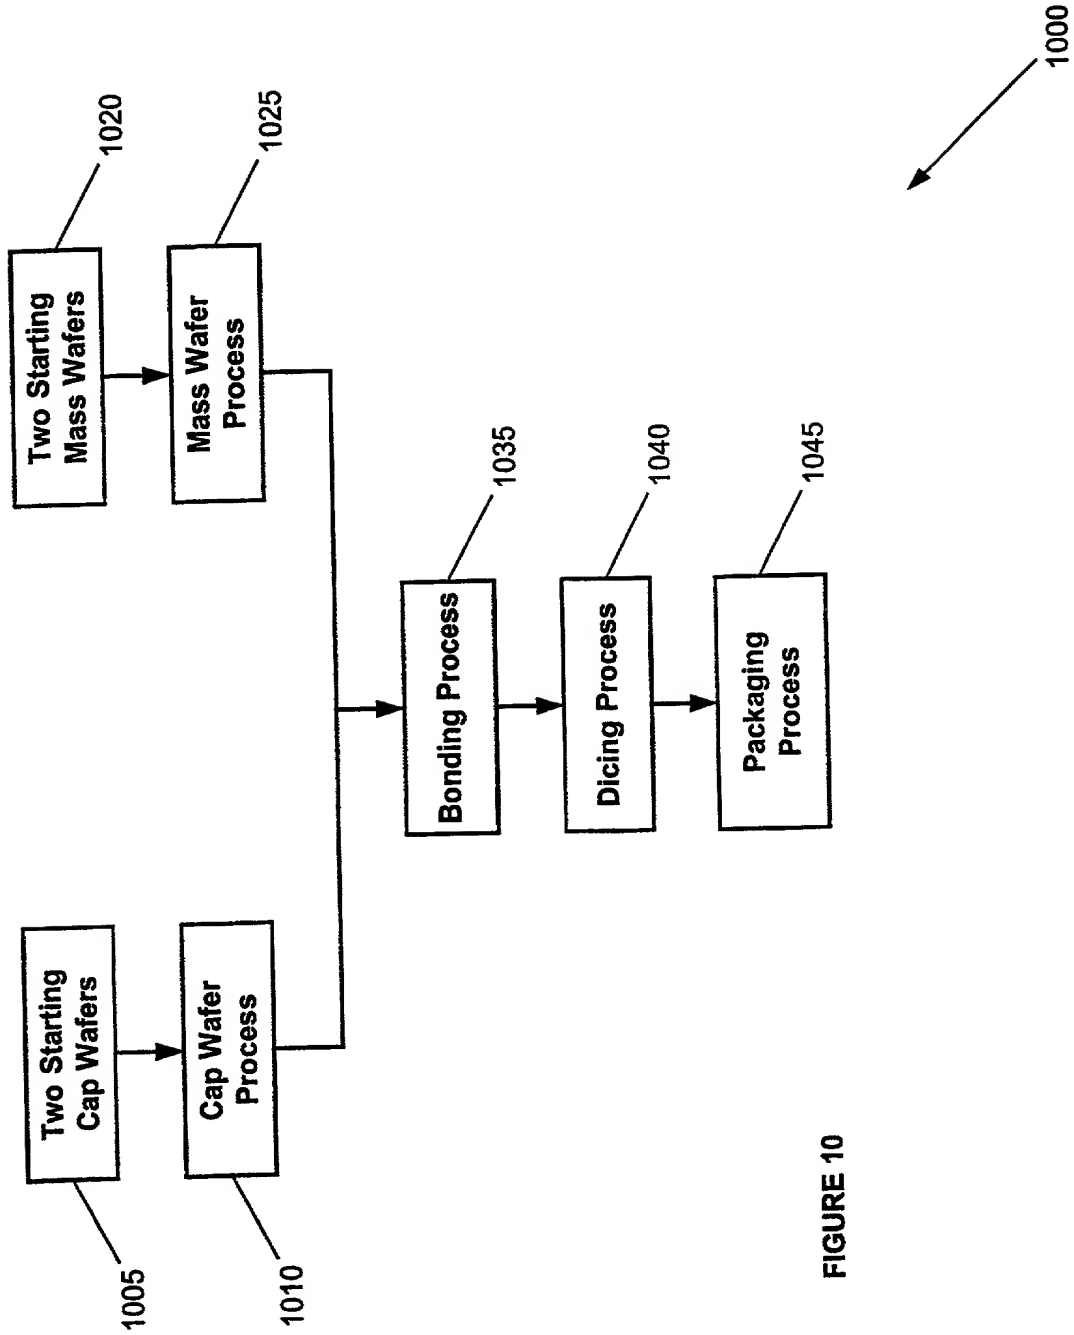 1000
1005
Two Starting
Cap Wafers
1010
Cap Wafer
Process
1020
Two Starting
Mass Wafers
1025
Mass Wafer
Process
1035
Bonding Process
1040
Dicing Process
1045
Packaging
Process
FIGURE 10